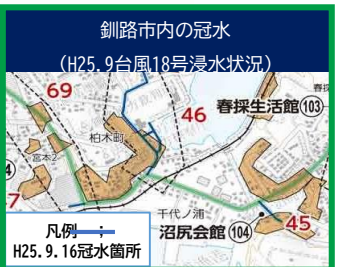 釧路市内の冠水
(H25.9台風18号浸水状況)
69
46
春採生活館(103)
柏木町
宮本2
千代ノ浦
沼尻会館(104)
45
凡例 ;
H25.9.16冠水箇所